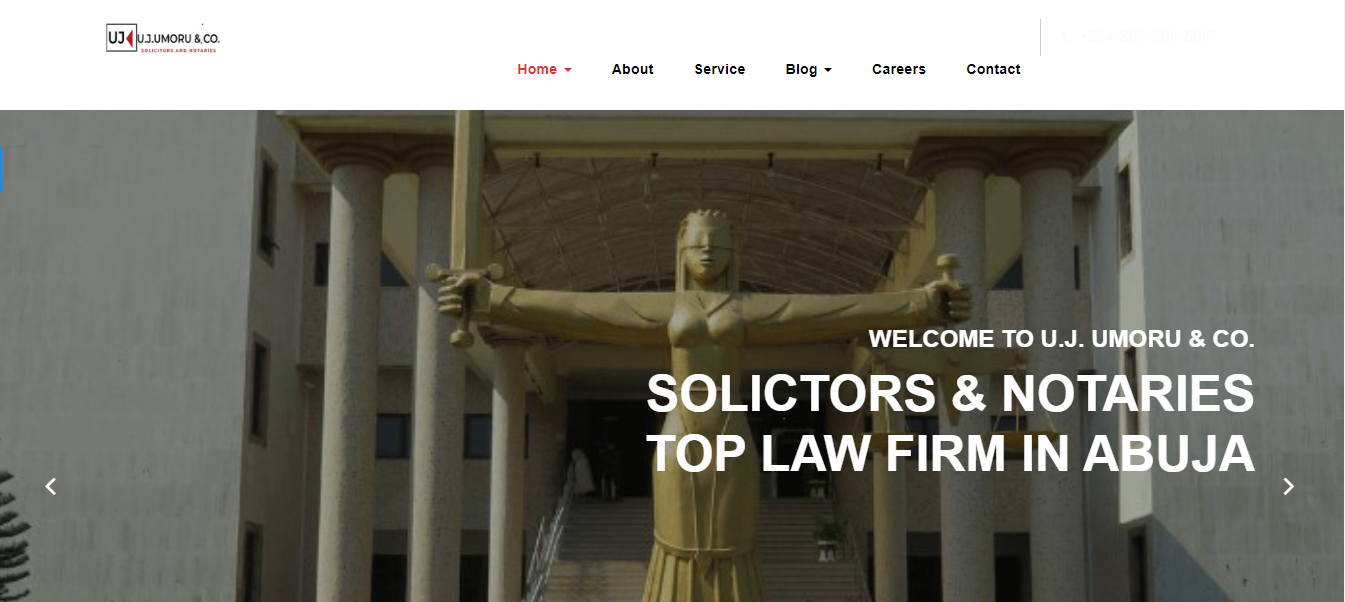 UJ U.J.UMORU & CO.
SOLICITORS AND NOTARIES
Home
About
Service
Blog
Careers
Contact
WELCOME TO U.J. UMORU & CO.
SOLICTORS & NOTARIES
TOP LAW FIRM IN ABUJA